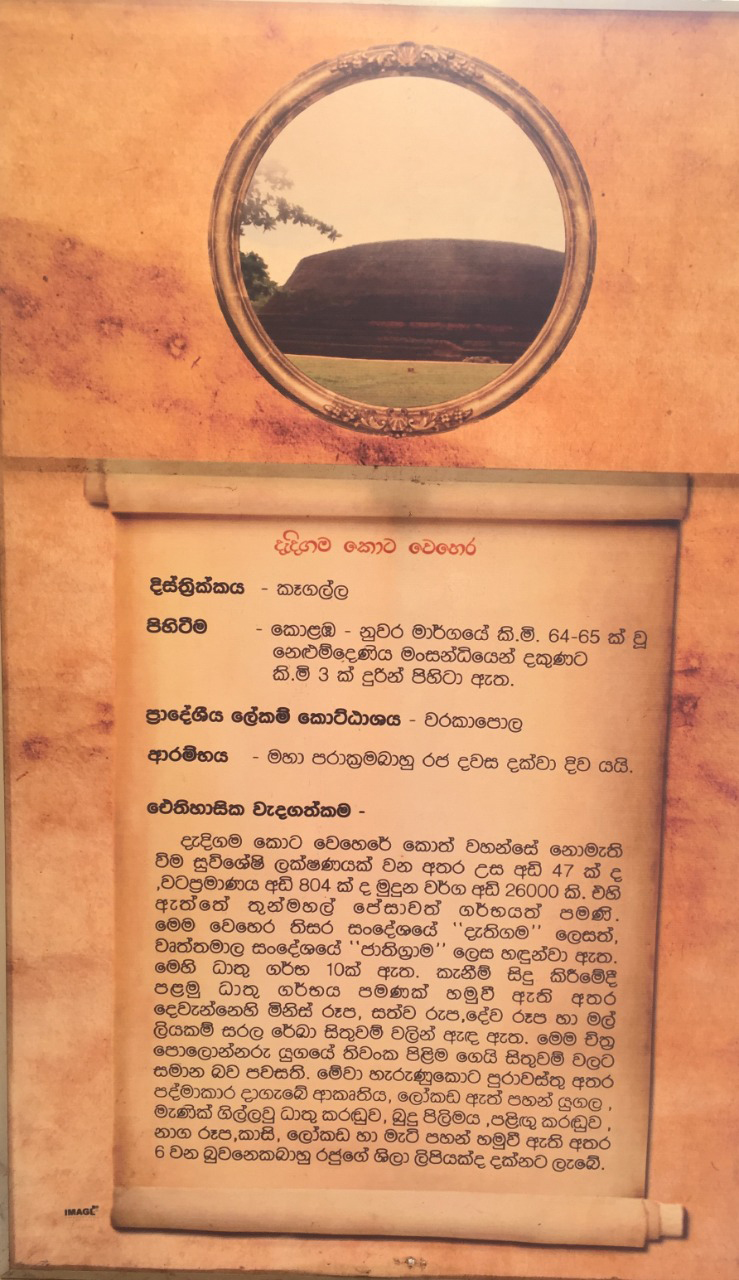 දැදිගම කොට වෙහෙර
දිස්ත්‍රික්කය - කෑගල්ල
පිහිටීම - කොළඹ - නුවර මාර්ගයේ කි.මී. 64-65 ක් වූ
නෙළුම්දෙණිය මංසන්ධියෙන් දකුණට
කි.මී 3 ක් දුරින් පිහිටා ඇත.
ප්‍රාදේශීය ලේකම් කොට්ඨාශය - වරකාපොල
ආරම්භය - මහා පරාක්‍රමබාහු රජ දවස දක්වා දිව යයි.
ඓතිහාසික වැදගත්කම -
දැදිගම කොට වෙහෙරේ කොත් වහන්සේ නොමැති
වීම සුවිශේෂි ලක්ෂණයක් වන අතර උස අඩි 47 ක් ද
,වටප්‍රමාණය අඩි 804 ක් ද මුදුන වර්ග අඩි 26000 කි. එහි
ඇත්තේ තුන්මහල් පේසාවත් ගර්භයත් පමණි.
මෙම වෙහෙර තිසර සංදේශයේ ''දැතිගම'' ලෙසත්,
වෘත්තමාල සංදේශයේ ''ජාතිග්‍රාම'' ලෙස හඳුන්වා ඇත.
මෙහි ධාතු ගර්භ 10ක් ඇත. කැනීම් සිදු කිරීමේදී
පළමු ධාතු ගර්භය පමණක් හමුවී ඇති අතර
දෙවැන්නෙහි මිනිස් රූප, සත්ව රුප,දේව රූප හා මල්
ලියකම් සරල රේඛා සිතුවම් වලින් ඇඳ ඇත. මෙම චිත්‍ර
පොලොන්නරු යුගයේ තිවංක පිළිම ගෙයි සිතුවම් වලට
සමාන බව පවසති. මේවා හැරුණුකොට පුරාවස්තු අතර
පද්මාකාර දාගැබේ ආකෘතිය, ලෝකඩ ඇත් පහන් යුගල ,
මැණික් ගිල්ලවු ධාතු කරඬුව, බුදු පිලිමය ,පළිඟු කරඬුව ,
නාග රූප,කාසි, ලෝකඩ හා මැටි පහන් හමුවී ඇති අතර
6 වන බුවනෙකබාහු රජුගේ ශිලා ලිපියක්ද දක්නට ලැබේ.